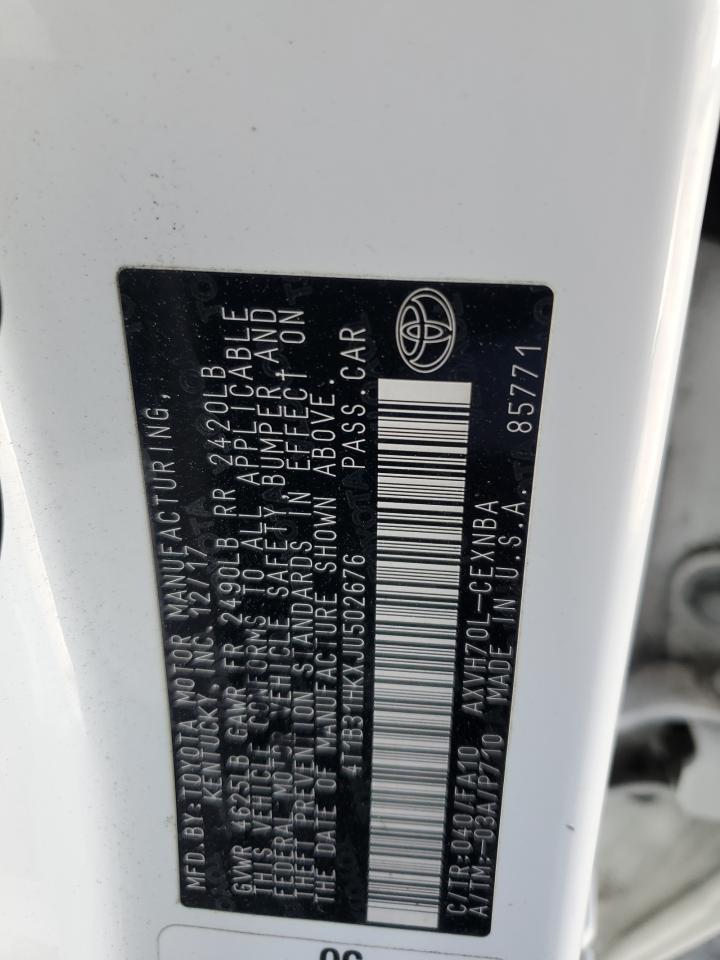 MFD.BY:TOYOTA MOTOR MANUFACTURING,
KENTUCKY, INC. 12/17
GVWR 4625LB GAWR FR 2490LB RR 2420LB
THIS VEHICLE CONFORMS TO ALL APPLICABLE
FEDERAL MOTOR VEHICLE SAFETY,BUMPER,AND
THEFT PREVENTION STANDARDS IN EFFECT ON
THE DATE OF MANUFACTURE SHOWN ABOVE.
4T1B31HKXJU502676 PASS.CAR
C/TR:040/FA10 AXVH70L-CEXNBA
A/TM:-03A/P710 MADE IN U.S.A. 85771